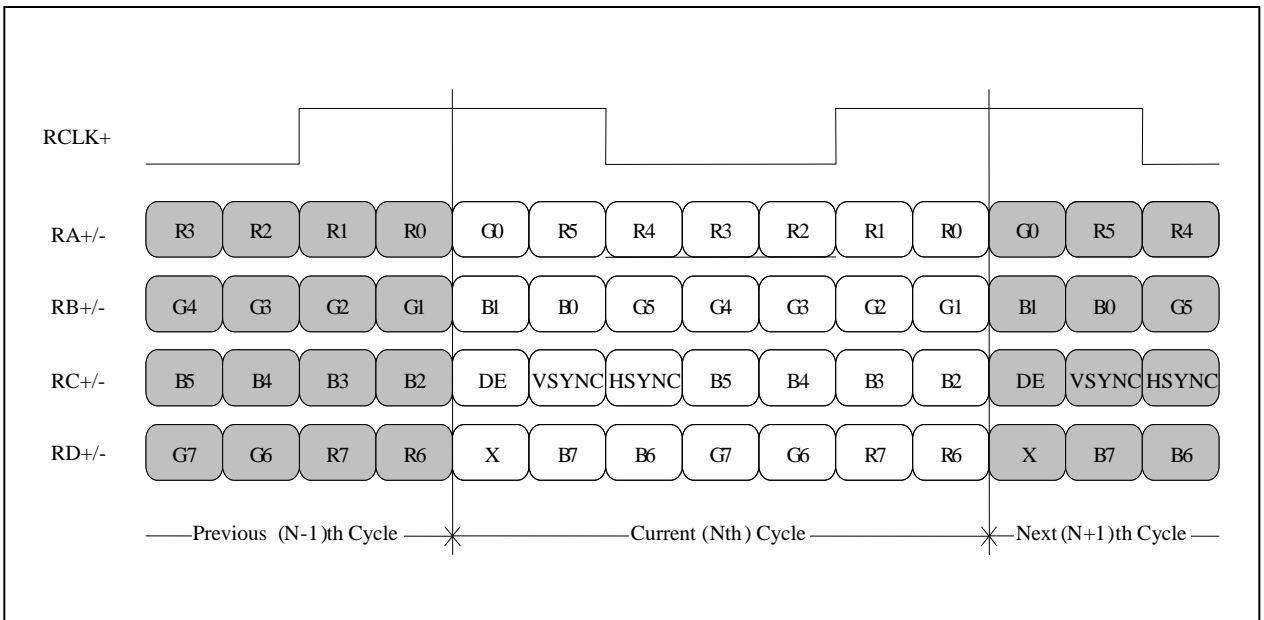 RCLK+
RA+/- R3 R2 R1 R0 G0 R5 R4 R3 R2 R1 R0 G0 R5 R4
RB+/- G4 G3 G2 G1 B1 B0 G5 G4 G3 G2 G1 B1 B0 G5
RC+/- B5 B4 B3 B2 DE VSYNC HSYNC B5 B4 B3 B2 DE VSYNC HSYNC
RD+/- G7 G6 R7 R6 X B7 B6 G7 G6 R7 R6 X B7 B6
Previous (N-1)th Cycle Current (Nth) Cycle Next (N+1)th Cycle